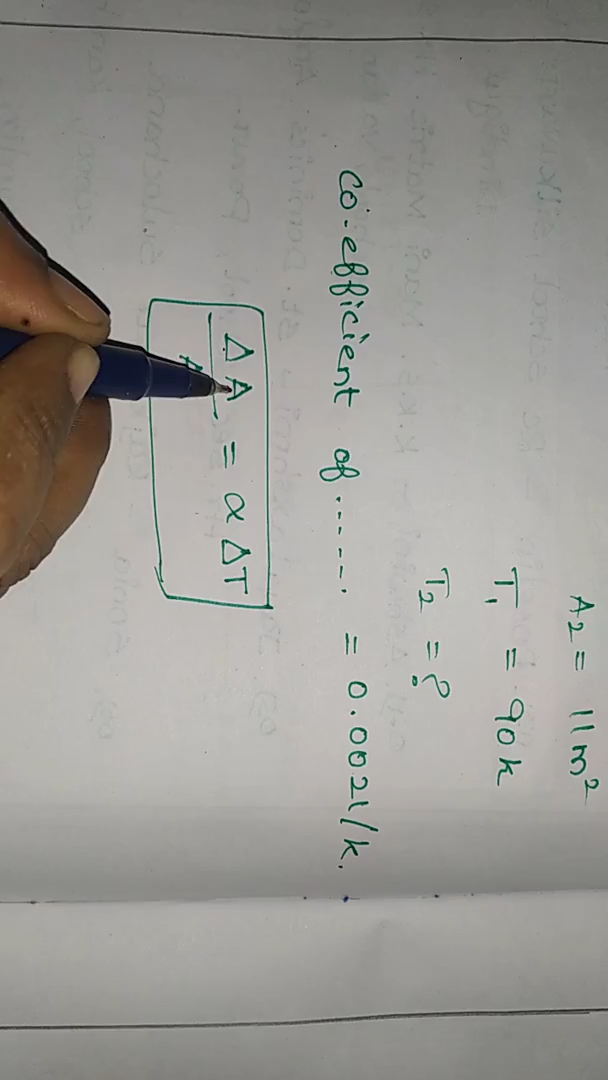 A₂ = 11m²
T₁ = 90k
T₂ = ?
Co-efficient of...... = 0.0021/k.
ΔA = α ΔT